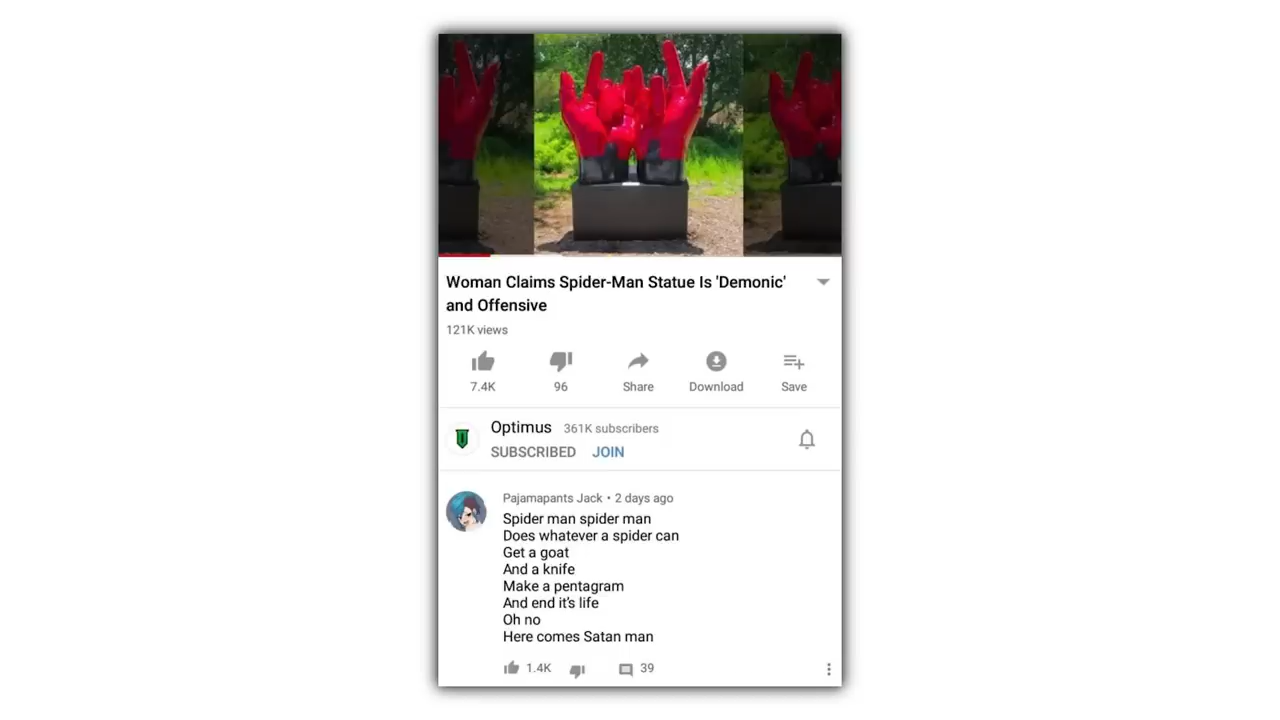 Woman Claims Spider-Man Statue Is 'Demonic'
and Offensive
121K views
7.4K
96
Share
Download
Save
Optimus 361K subscribers
SUBSCRIBED JOIN
Pajamapants Jack • 2 days ago
Spider man spider man
Does whatever a spider can
Get a goat
And a knife
Make a pentagram
And end it's life
Oh no
Here comes Satan man
1.4K 39